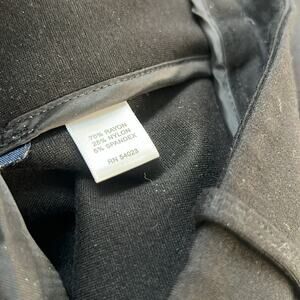 70% RAYON
25% NYLON
5% SPANDEX
RN 54023